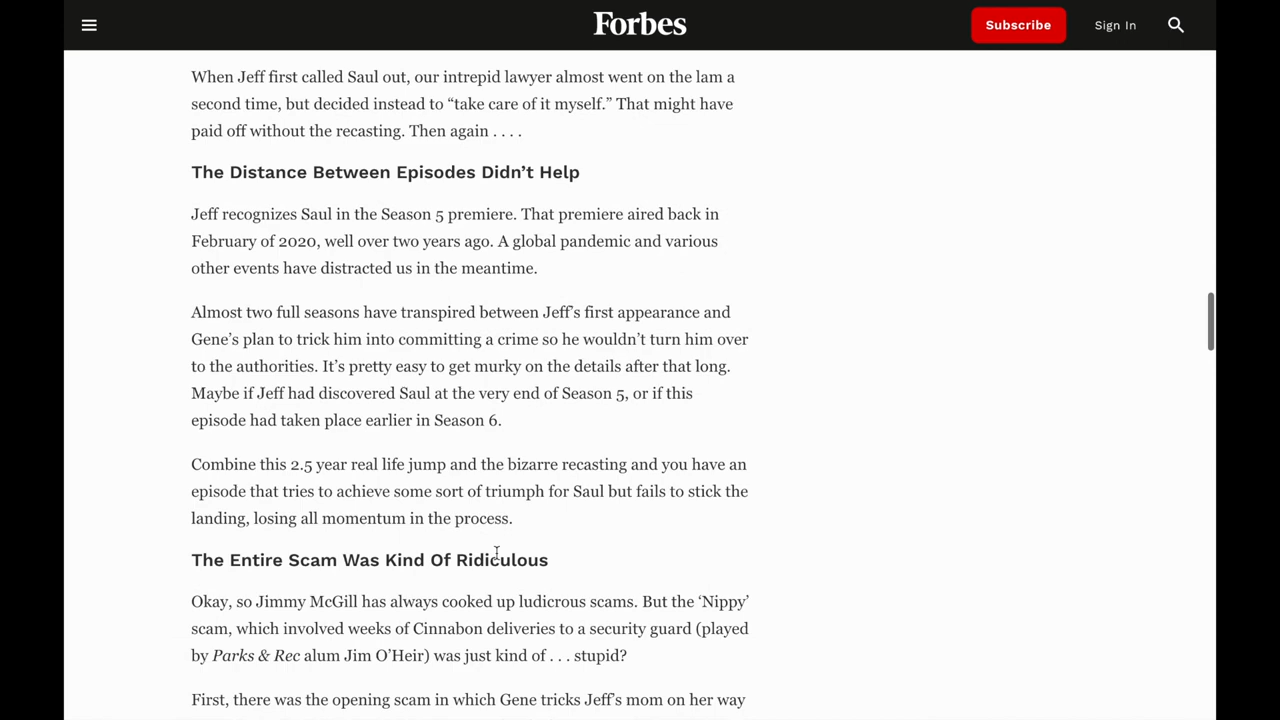 Forbes
Subscribe
Sign In
When Jeff first called Saul out, our intrepid lawyer almost went on the lam a
second time, but decided instead to “take care of it myself.” That might have
paid off without the recasting. Then again . . . .
The Distance Between Episodes Didn’t Help
Jeff recognizes Saul in the Season 5 premiere. That premiere aired back in
February of 2020, well over two years ago. A global pandemic and various
other events have distracted us in the meantime.
Almost two full seasons have transpired between Jeff’s first appearance and
Gene’s plan to trick him into committing a crime so he wouldn’t turn him over
to the authorities. It’s pretty easy to get murky on the details after that long.
Maybe if Jeff had discovered Saul at the very end of Season 5, or if this
episode had taken place earlier in Season 6.
Combine this 2.5 year real life jump and the bizarre recasting and you have an
episode that tries to achieve some sort of triumph for Saul but fails to stick the
landing, losing all momentum in the process.
The Entire Scam Was Kind Of Ridiculous
Okay, so Jimmy McGill has always cooked up ludicrous scams. But the ‘Nippy’
scam, which involved weeks of Cinnabon deliveries to a security guard (played
by Parks & Rec alum Jim O’Heir) was just kind of . . . stupid?
First, there was the opening scam in which Gene tricks Jeff’s mom on her way